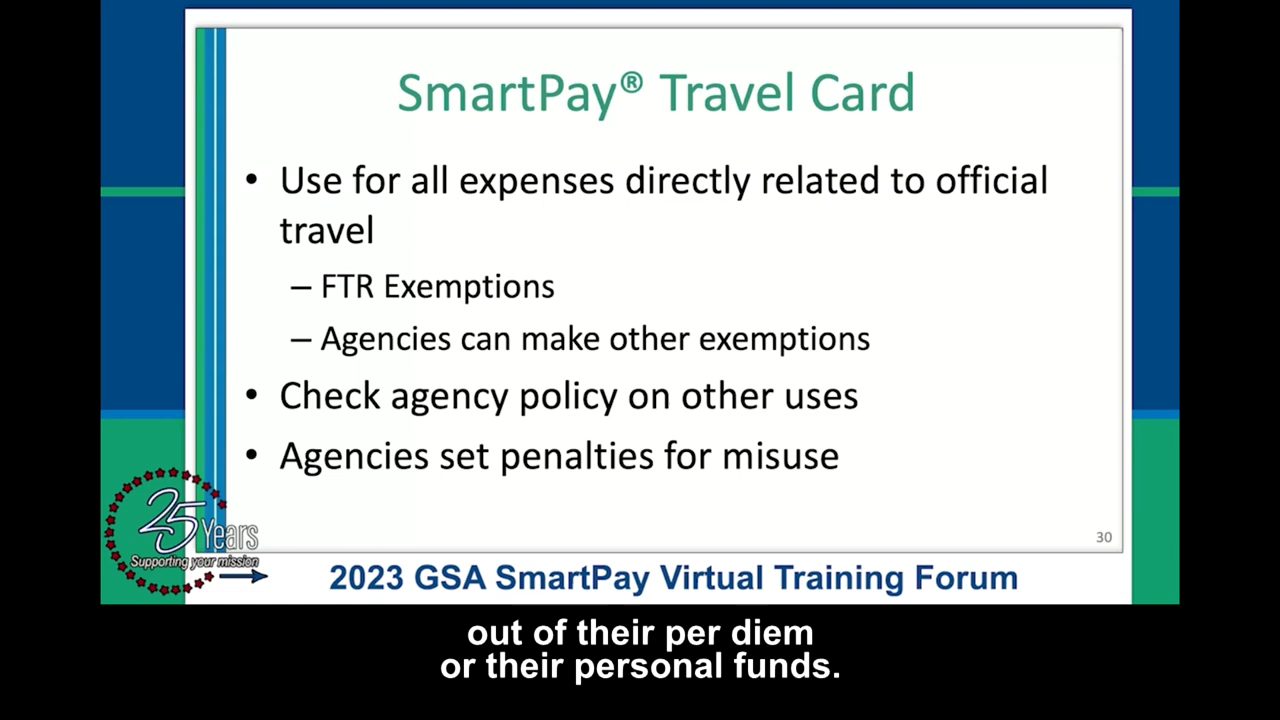 SmartPay® Travel Card
• Use for all expenses directly related to official
travel
– FTR Exemptions
– Agencies can make other exemptions
• Check agency policy on other uses
• Agencies set penalties for misuse
30
25 Years
Supporting your mission
2023 GSA SmartPay Virtual Training Forum
out of their per diem
or their personal funds.